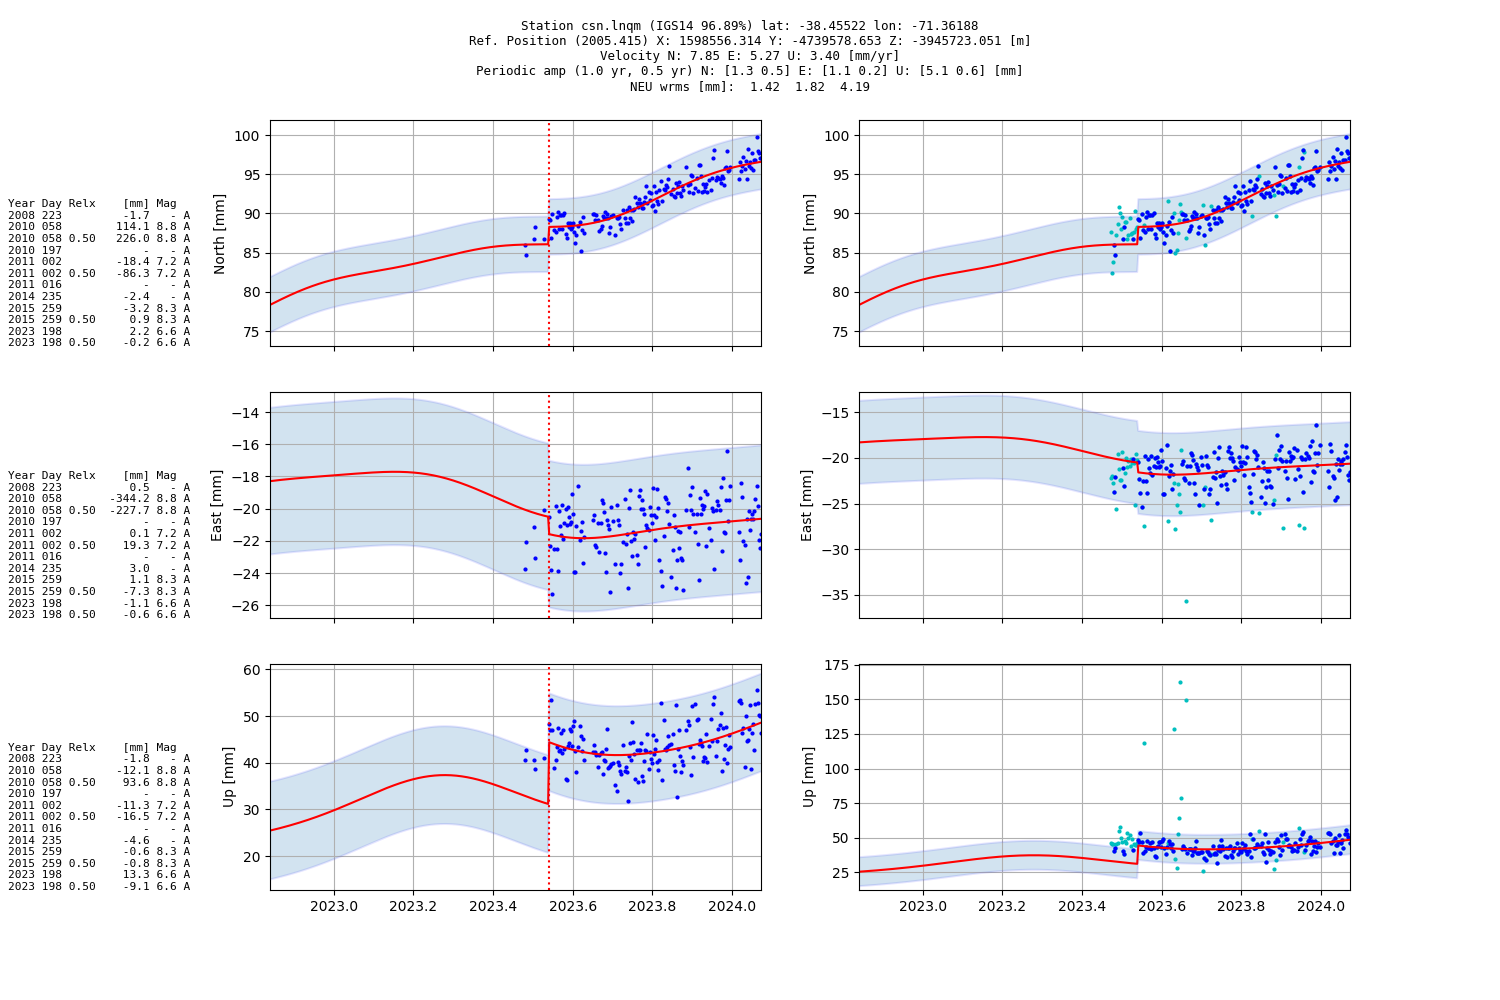 Station csn.lnqm (IGS14 96.89%) lat: -38.45522 lon: -71.36188
Ref. Position (2005.415) X: 1598556.314 Y: -4739578.653 Z: -3945723.051 [m]
Velocity N: 7.85 E: 5.27 U: 3.40 [mm/yr]
Periodic amp (1.0 yr, 0.5 yr) N: [1.3 0.5] E: [1.1 0.2] U: [5.1 0.6] [mm]
NEU wrms [mm]: 1.42 1.82 4.19
Year Day Relx [mm] Mag
2008 223 -1.7 - A
2010 058 114.1 8.8 A
2010 058 0.50 226.0 8.8 A
2010 197 - - A
2011 002 -18.4 7.2 A
2011 002 0.50 -86.3 7.2 A
2011 016 - - A
2014 235 -2.4 - A
2015 259 -3.2 8.3 A
2015 259 0.50 0.9 8.3 A
2023 198 2.2 6.6 A
2023 198 0.50 -0.2 6.6 A
North [mm]
100
95
90
85
80
75
North [mm]
100
95
90
85
80
75
Year Day Relx [mm] Mag
2008 223 0.5 - A
2010 058 -344.2 8.8 A
2010 058 0.50 -227.7 8.8 A
2010 197 - - A
2011 002 0.1 7.2 A
2011 002 0.50 19.3 7.2 A
2011 016 - - A
2014 235 3.0 - A
2015 259 1.1 8.3 A
2015 259 0.50 -7.3 8.3 A
2023 198 -1.1 6.6 A
2023 198 0.50 -0.6 6.6 A
East [mm]
−14
−16
−18
−20
−22
−24
−26
East [mm]
−15
−20
−25
−30
−35
Year Day Relx [mm] Mag
2008 223 -1.8 - A
2010 058 -12.1 8.8 A
2010 058 0.50 93.6 8.8 A
2010 197 - - A
2011 002 -11.3 7.2 A
2011 002 0.50 -16.5 7.2 A
2011 016 - - A
2014 235 -4.6 - A
2015 259 -0.6 8.3 A
2015 259 0.50 -0.8 8.3 A
2023 198 13.3 6.6 A
2023 198 0.50 -9.1 6.6 A
Up [mm]
60
50
40
30
20
2023.0 2023.2 2023.4 2023.6 2023.8 2024.0
Up [mm]
175
150
125
100
75
50
25
2023.0 2023.2 2023.4 2023.6 2023.8 2024.0